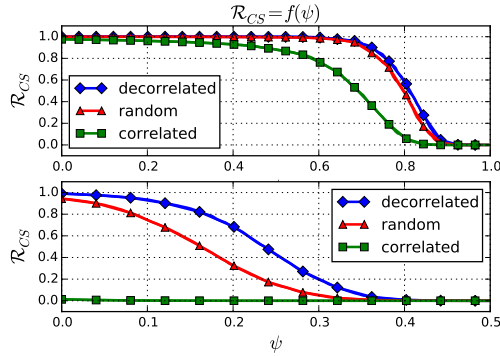 R_CS = f(ψ)
1.0
0.8
0.6
0.4
0.2
0.0
R_CS
decorrelated
random
correlated
0.0 0.2 0.4 0.6 0.8 1.0
1.0
0.8
0.6
0.4
0.2
0.0
R_CS
decorrelated
random
correlated
0.0 0.1 0.2 0.3 0.4 0.5
ψ